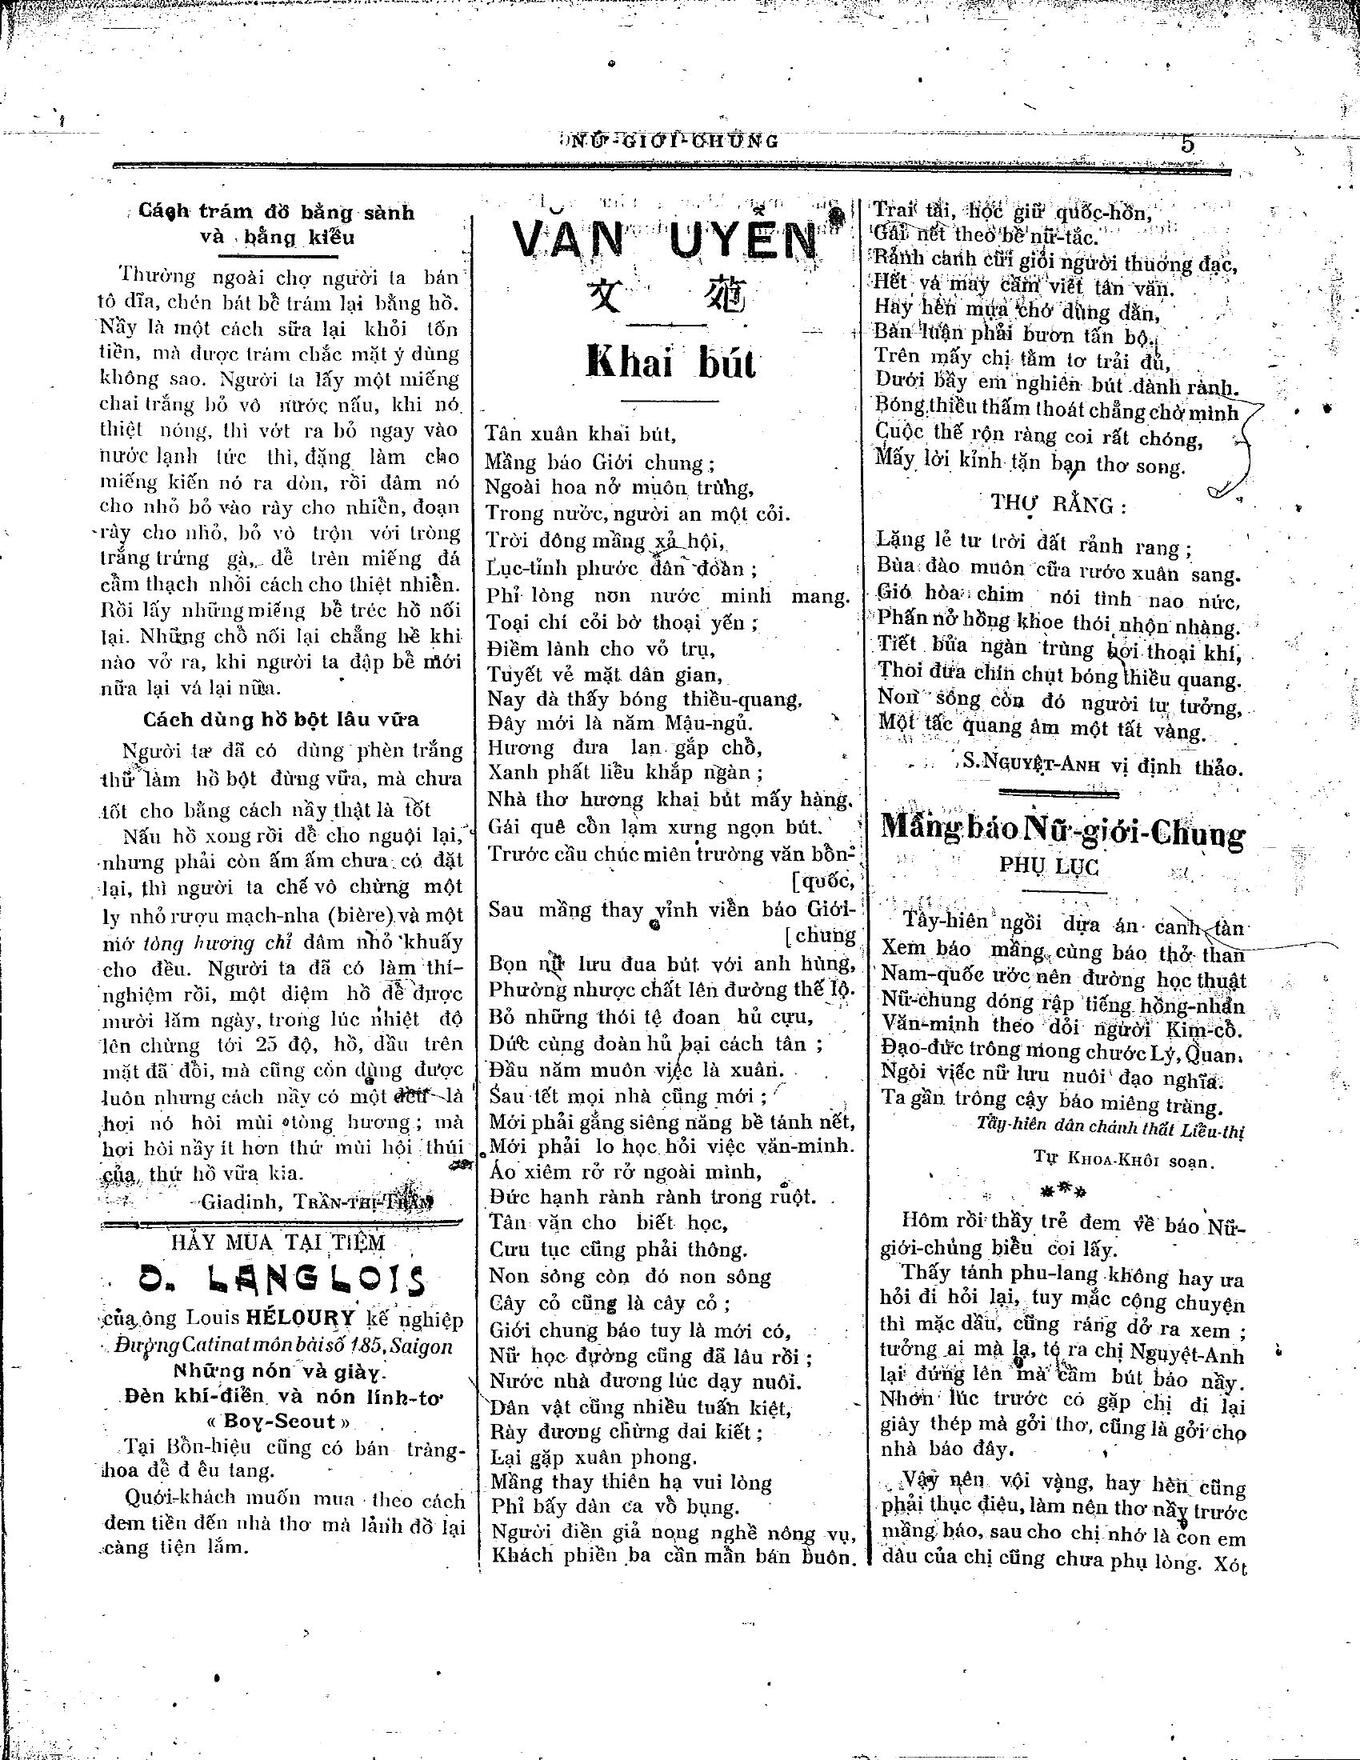 NỮ-GIỚI-CHUNG
5
Cách trám đồ bằng sành
và bằng kiểu
Thường ngoài chợ người ta bán
tô dĩa, chén bát bể trám lại bằng hồ.
Nầy là một cách sữa lại khỏi tốn
tiền, mà được trám chắc mặt ý dùng
không sao. Người ta lấy một miếng
chai trắng bỏ vô nước nấu, khi nó
thiệt nóng, thì vớt ra bỏ ngay vào
nước lạnh tức thì, đặng làm cho
miếng kiến nó ra dòn, rồi đâm nó
cho nhỏ bỏ vào rây cho nhiễn, đoạn
rây cho nhỏ, bỏ vô trộn với tròng
trắng trứng gà, để trên miếng đá
cẩm thạch nhồi cách cho thiệt nhiễn.
Rồi lấy những miếng bể tréc hồ nối
lại. Những chỗ nối lại chẳng hề khi
nào vở ra, khi người ta đập bể mới
nữa lại vá lại nữa.
Cách dùng hồ bột lâu vữa
Người ta đã có dùng phèn trắng
thử làm hồ bột đừng vữa, mà chưa
tốt cho bằng cách nầy thật là tốt
Nấu hồ xong rồi để cho nguội lại,
nhưng phải còn ấm ấm chưa có đặt
lại, thì người ta chế vô chừng một
ly nhỏ rượu mạch-nha (bière) và một
mớ tòng hương chỉ đâm nhỏ khuấy
cho đều. Người ta đã có làm thí-
nghiệm rồi, một diệm hồ để được
mười lăm ngày, trong lúc nhiệt độ
lên chừng tới 25 độ, hồ, dầu trên
mặt đã đổi, mà cũng còn dùng được
luôn nhưng cách nầy có một đều là
hơi nó hỏi mùi tòng hương; mà
hơi hỏi nầy ít hơn thứ mùi hội thúi
của thứ hồ vữa kia.
Giadinh, TRẦN-THỊ-TRÂM
HÃY MUA TẠI TIỆM
D. LANGLOIS
của ông Louis HÉLOURY kế nghiệp
Đường Catinat môn bài số 185, Saigon
Những nón và giày.
Đèn khí-điển và nón lính-tơ
« Boy-Scout »
Tại Bổn-hiệu cũng có bán tràng-
hoa để đ ều tang.
Quới-khách muốn mua theo cách
đem tiền đến nhà thơ mà lảnh đồ lại
càng tiện lắm.
VĂN UYỂN
文 苑
Khai bút
Tân xuân khai bút,
Mầng báo Giới chung;
Ngoài hoa nở muôn trùng,
Trong nước, người an một cỏi.
Trời đông mầng xả hội,
Lục-tỉnh phước dân đoàn;
Phỉ lòng non nước minh mang.
Toại chí cỏi bờ thoại yến;
Điềm lành cho vỏ trụ,
Tuyết vẻ mặt dân gian,
Nay đà thấy bóng thiều-quang,
Đây mới là năm Mậu-ngũ.
Hương đưa lan gắp chồ,
Xanh phất liễu khắp ngàn;
Nhà thơ hương khai bút mấy hàng.
Gái quê cồn lạm xưng ngọn bút.
Trước cầu chúc miên trường văn bổn-
[quốc,
Sau mầng thay vỉnh viển báo Giới-
[chung
Bọn nữ lưu đua bút với anh hùng,
Phường nhược chất lên đường thế lộ.
Bỏ những thói tệ đoan hủ cựu,
Dứt cùng đoàn hủ bại cách tân;
Đầu năm muôn việc là xuân.
Sau tết mọi nhà cũng mới;
Mới phải gắng siêng năng bề tánh nết,
Mới phải lo học hỏi việc văn-minh.
Áo xiêm rở rở ngoài mình,
Đức hạnh rành rành trong ruột.
Tân vặn cho biết học,
Cựu tục cũng phải thông.
Non sông còn đó non sông
Cây cỏ cũng là cây cỏ;
Giới chung báo tuy là mới có,
Nữ học đường cũng đã lâu rồi;
Nước nhà đương lúc dạy nuôi.
Dân vật cũng nhiều tuấn kiệt,
Rày đương chừng dai kiết;
Lại gặp xuân phong.
Mầng thay thiên hạ vui lòng
Phỉ bấy dân ca vỏ bụng.
Người điền giả nong nghề nông vụ,
Khách phiền ba cần mẫn bán buôn.
Trai tài, học giữ quốc-hồn,
Gái nết theo bề nữ-tắc.
Rảnh canh cửi giỏi người thương đạc,
Hết vá may cầm viết tân văn.
Hay hèn mựa chớ dùng dằn,
Bàn luận phải bươn tấn bộ.
Trên mấy chị tằm tơ trải đủ,
Dưới bầy em nghiên bút dành rành.
Bóng thiều thấm thoát chẳng chờ mình
Cuộc thế rộn ràng coi rất chóng,
Mấy lời kỉnh tặn bạn thơ song.
THỰ RẰNG:
Lặng lẻ tư trời đất rảnh rang;
Bùa đào muôn cữa rước xuân sang.
Gió hòa chim nói tình nao nức,
Phấn nở hồng khoe thói nhộn nhàng.
Tiết bủa ngàn trùng hơi thoại khí,
Thoi đưa chín chụt bóng thiều quang.
Non sông còn đó người tự tưởng,
Một tấc quang âm một tất vàng.
S. NGUYỆT-ANH vị định thảo.
Mầng báo Nữ-giới-Chung
PHỤ LỤC
Tây-hiên ngồi dựa án canh tàn
Xem báo mầng cùng báo thở than
Nam-quốc ước nên đường học thuật
Nữ-chung dóng rập tiếng hồng-nhan
Văn-minh theo dỏi người Kim-cổ.
Đạo-đức trông mong chước Lý, Quan.
Ngòi viếc nữ lưu nuôi đạo nghĩa.
Ta gẫn trông cậy báo miêng tràng.
Tây-hiên dân chánh thất Liễu-thị
Tự KHOA-KHÔI soạn.
***
Hôm rồi thầy trẻ đem về báo Nữ-
giới-chủng biểu coi lấy.
Thấy tánh phu-lang không hay ưa
hỏi đi hỏi lại, tuy mắc cộng chuyện
thì mặc dầu, cũng ráng dở ra xem;
tưởng ai mà lạ, té ra chị Nguyệt-Anh
lại đứng lên mà cầm bút báo nầy.
Nhớn lúc trước có gặp chị đi lại
giây thép mà gởi thơ, cũng là gởi cho
nhà báo đây.
Vậy nên vội vàng, hay hèn cũng
phải thục điệu, làm nên thơ nầy trước
mầng báo, sau cho chị nhớ là con em
dâu của chị cũng chưa phụ lòng. Xót